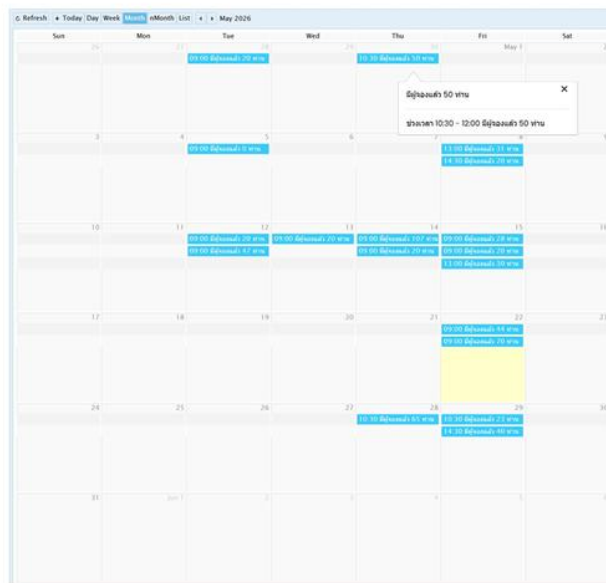 Refresh Today Day Week Month nMonth List May 2026
Sun Mon Tue Wed Thu Fri Sat
26 27 28 29 30 May 1 2
09:00 มีผู้จองแล้ว 20 ท่าน 10:30 มีผู้จองแล้ว 50 ท่าน
มีผู้จองแล้ว 50 ท่าน
ช่วงเวลา 10:30 - 12:00 มีผู้จองแล้ว 50 ท่าน
3 4 5 6 7 8 9
09:00 มีผู้จองแล้ว 8 ท่าน 13:00 มีผู้จองแล้ว 31 ท่าน
14:30 มีผู้จองแล้ว 20 ท่าน
10 11 12 13 14 15 16
09:00 มีผู้จองแล้ว 20 ท่าน 09:00 มีผู้จองแล้ว 20 ท่าน 09:00 มีผู้จองแล้ว 107 ท่าน 09:00 มีผู้จองแล้ว 20 ท่าน
09:00 มีผู้จองแล้ว 47 ท่าน 09:00 มีผู้จองแล้ว 20 ท่าน 09:00 มีผู้จองแล้ว 20 ท่าน
13:00 มีผู้จองแล้ว 30 ท่าน
17 18 19 20 21 22 23
09:00 มีผู้จองแล้ว 44 ท่าน
09:00 มีผู้จองแล้ว 70 ท่าน
24 25 26 27 28 29 30
10:30 มีผู้จองแล้ว 65 ท่าน 10:30 มีผู้จองแล้ว 23 ท่าน
14:30 มีผู้จองแล้ว 40 ท่าน
31 Jun 1 2 3 4 5